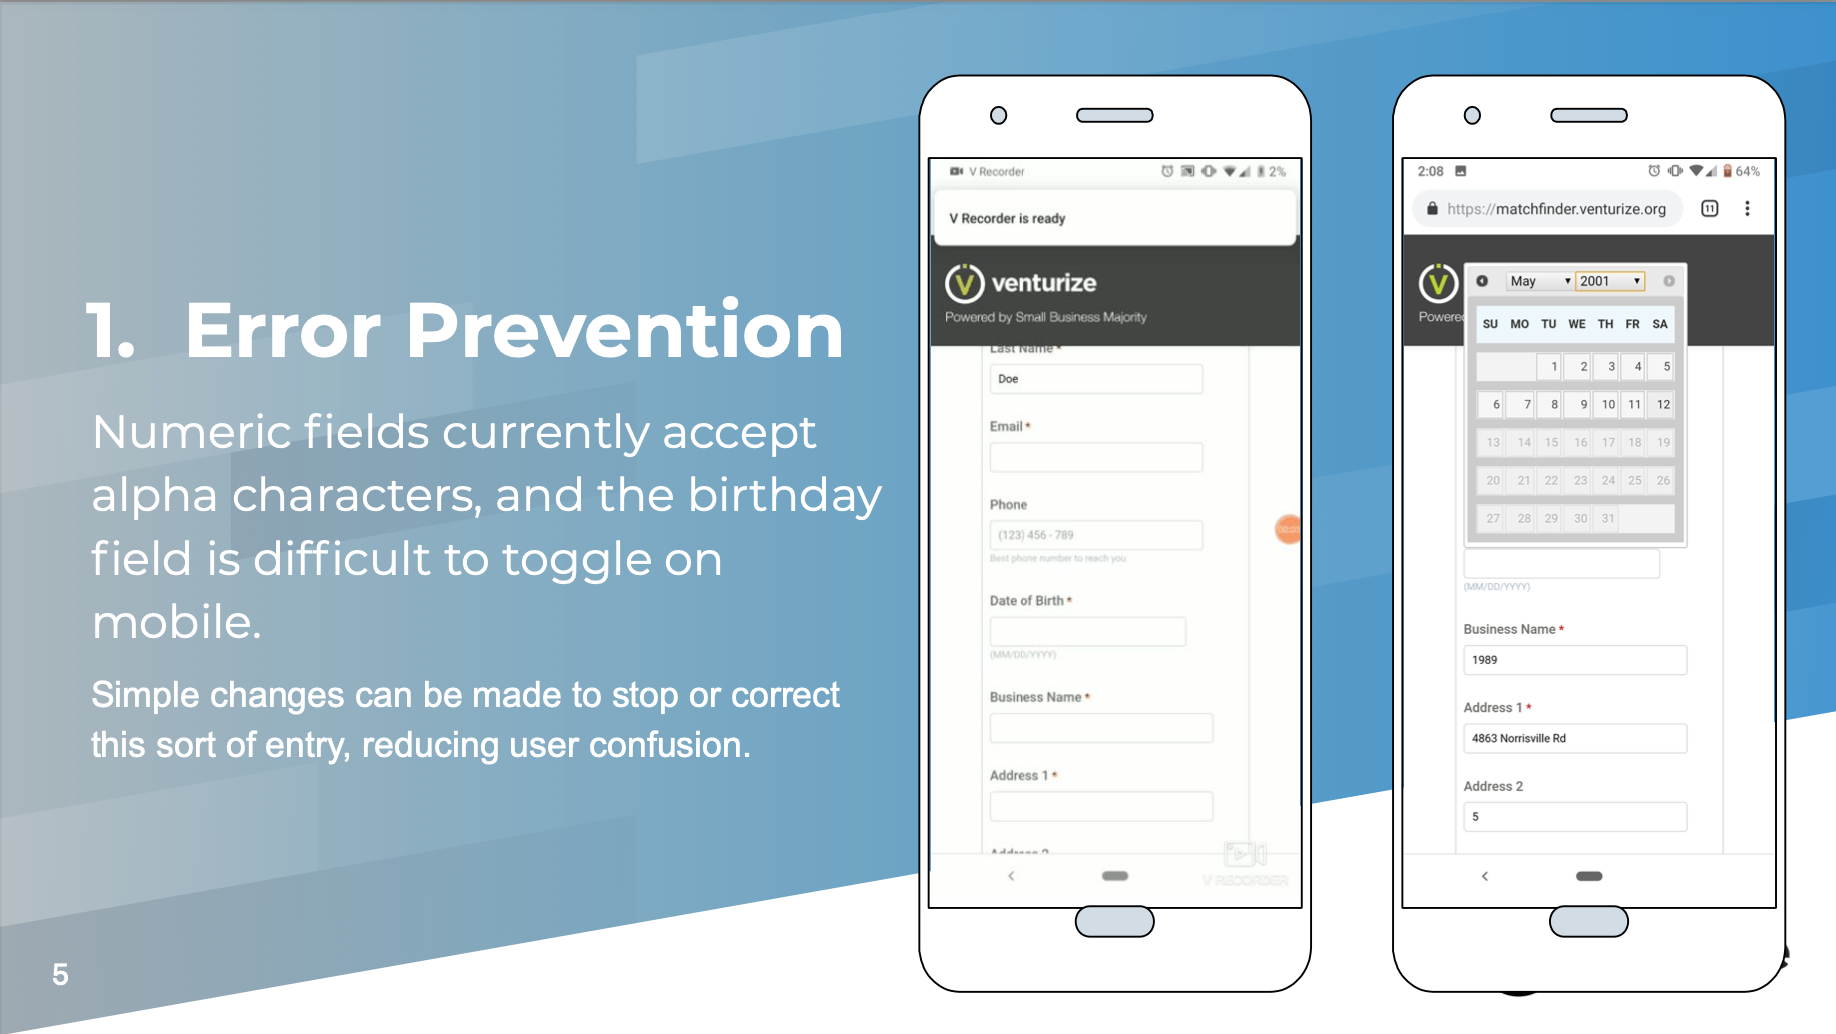 1. Error Prevention
Numeric fields currently accept
alpha characters, and the birthday
field is difficult to toggle on
mobile.
Simple changes can be made to stop or correct
this sort of entry, reducing user confusion.
5
V Recorder
2%
V Recorder is ready
venturize
Powered by Small Business Majority
Last Name *
Doe
Email *
Phone
(123) 456 - 789
Best phone number to reach you
Date of Birth *
(MM/DD/YYYY)
Business Name *
Address 1 *
Address 2
V RECORDER
2:08
64%
https://matchfinder.venturize.org
11
May 2001
Powere
SU MO TU WE TH FR SA
1 2 3 4 5
6 7 8 9 10 11 12
13 14 15 16 17 18 19
20 21 22 23 24 25 26
27 28 29 30 31
(MM/DD/YYYY)
Business Name *
1989
Address 1 *
4863 Norrisville Rd
Address 2
5